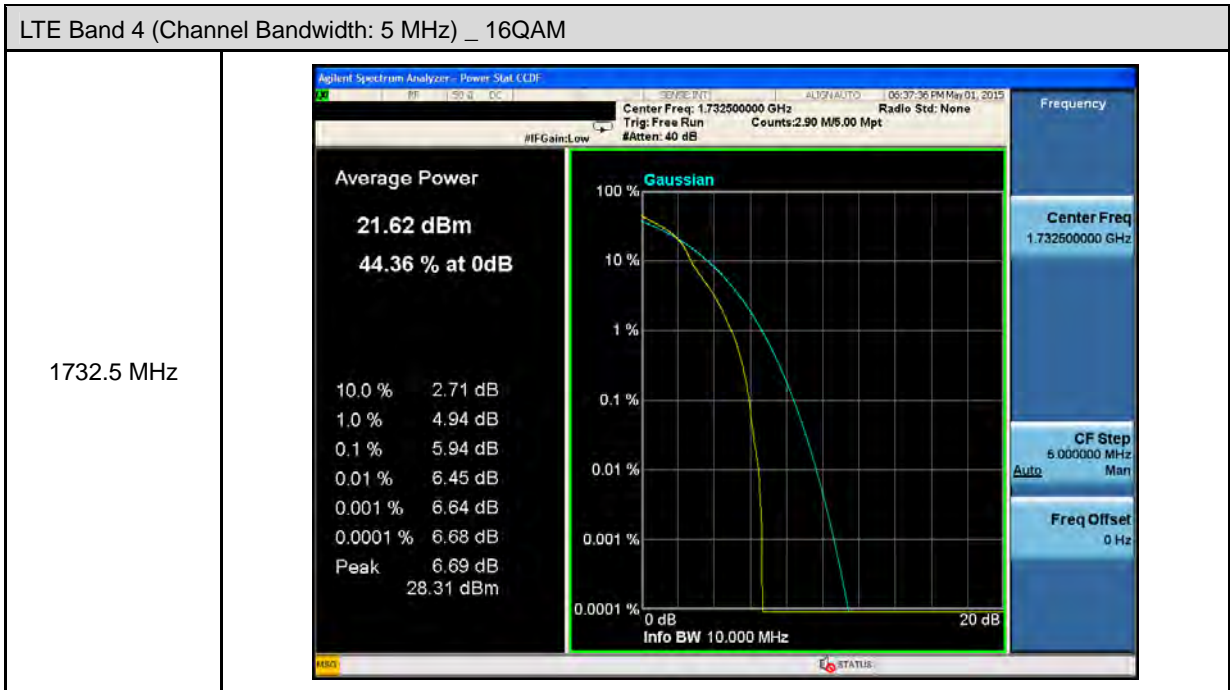 LTE Band 4 (Channel Bandwidth: 5 MHz) _ 16QAM
1732.5 MHz
Agilent Spectrum Analyzer - Power Stat CCDF
RF 50 Ω DC SENSE:INT ALIGN AUTO 06:37:36 PM May 01, 2015
Center Freq: 1.732500000 GHz Radio Std: None
Trig: Free Run Counts:2.90 M/5.00 Mpt
#IFGain:Low #Atten: 40 dB
Average Power
21.62 dBm
44.36 % at 0dB
10.0 % 2.71 dB
1.0 % 4.94 dB
0.1 % 5.94 dB
0.01 % 6.45 dB
0.001 % 6.64 dB
0.0001 % 6.68 dB
Peak 6.69 dB
28.31 dBm
Gaussian
100 %
10 %
1 %
0.1 %
0.01 %
0.001 %
0.0001 %
0 dB 20 dB
Info BW 10.000 MHz
Frequency
Center Freq
1.732500000 GHz
CF Step
5.000000 MHz
Auto Man
Freq Offset
0 Hz
MSG STATUS